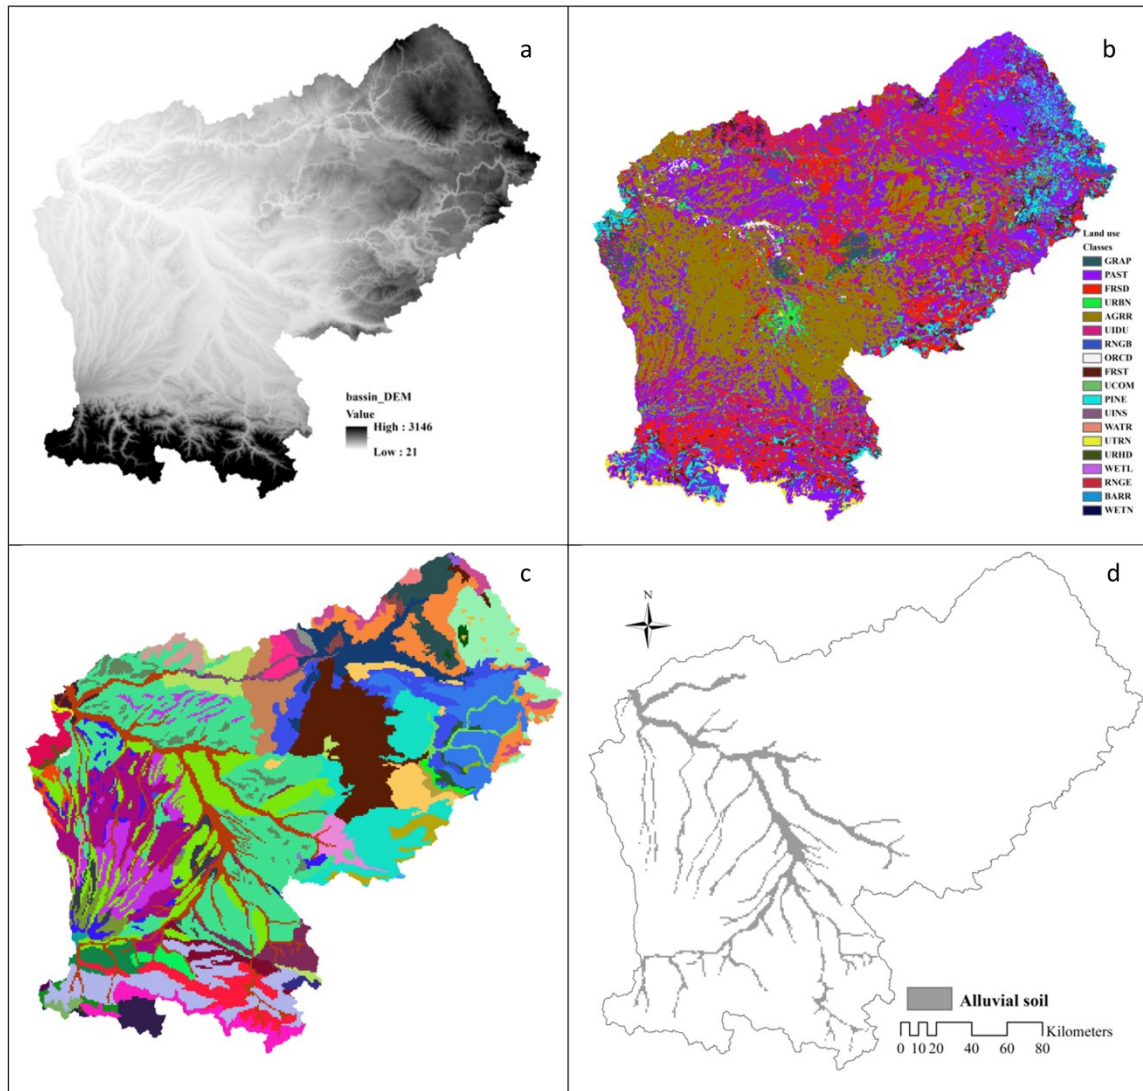 a
bassin_DEM
Value
High : 3146
Low : 21
b
Land use
Classes
GRAP
PAST
FRSD
URBN
AGRR
UIDU
RNGB
ORCD
FRST
UCOM
PINE
UINS
WATR
UTRN
URHD
WETL
RNGE
BARR
WETN
c
d
N
Alluvial soil
Kilometers
0 10 20 40 60 80